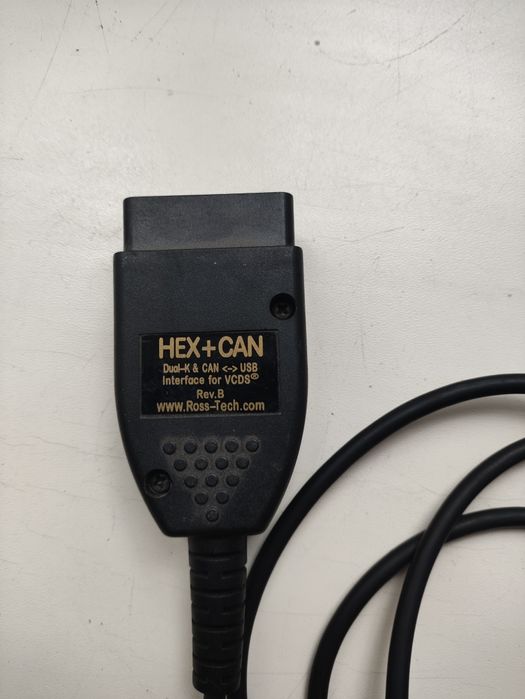 HEX+CAN
Dual-K & CAN <-> USB
Interface for VCDS®
Rev.B
www.Ross-Tech.com